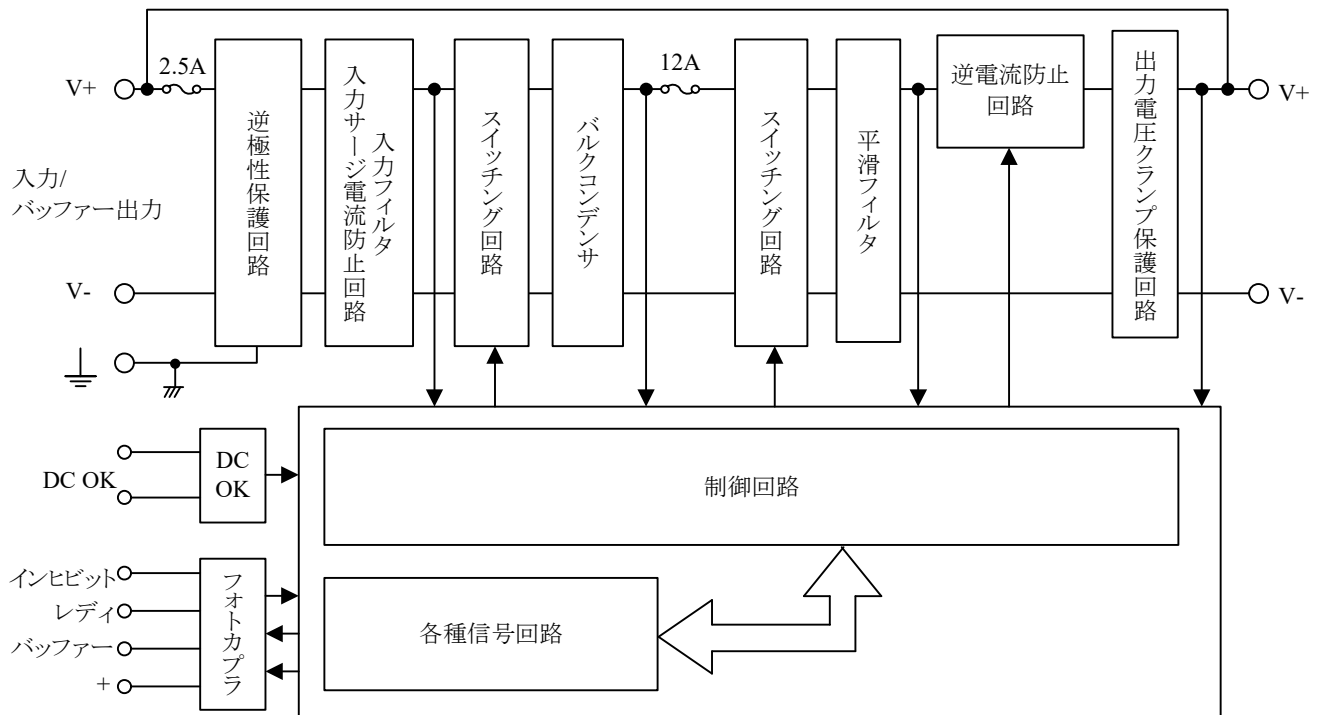 2.5A
12A
V+
V+
入力/
バッファー出力
V-
V-
逆極性保護回路
入力フィルタ
入力サージ電流防止回路
スイッチング回路
バルクコンデンサ
スイッチング回路
平滑フィルタ
逆電流防止
回路
出力電圧クランプ保護回路
DC OK
DC
OK
制御回路
インヒビット
レディ
バッファー
+
フォトカプラ
各種信号回路